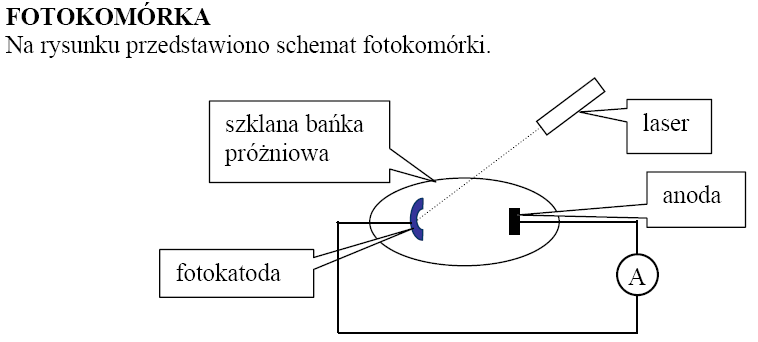 FOTOKOMÓRKA
Na rysunku przedstawiono schemat fotokomórki.
szklana bańka
próżniowa
laser
anoda
fotokatoda
A